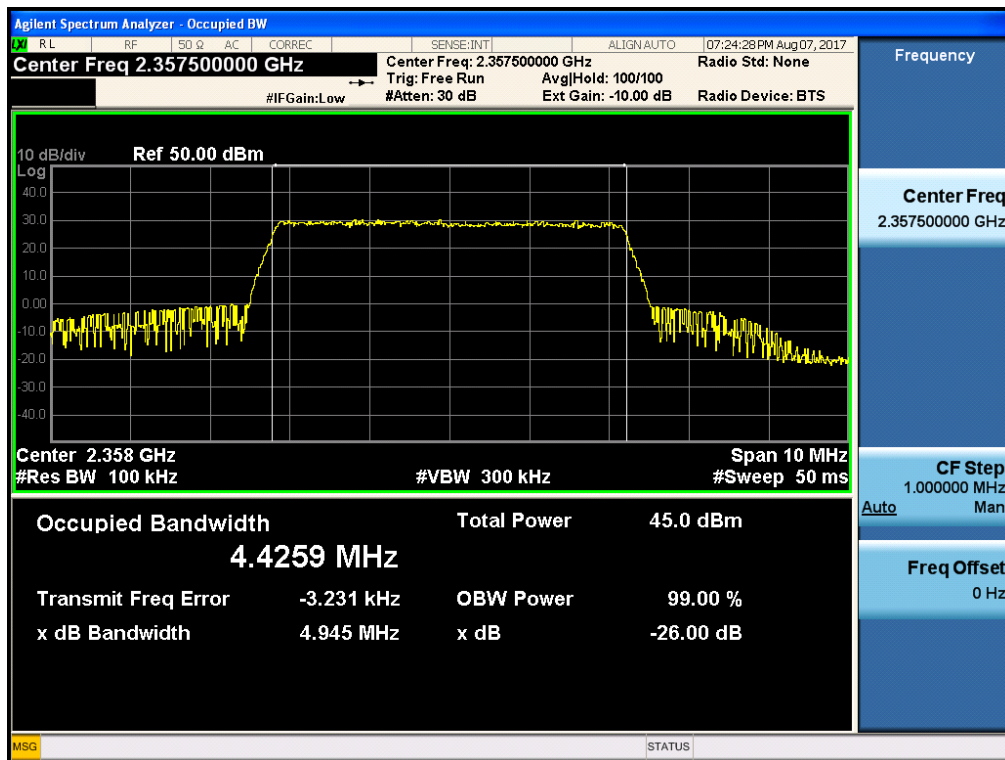 Agilent Spectrum Analyzer - Occupied BW
LXI RL RF 50 Ω AC CORREC SENSE:INT ALIGN AUTO 07:24:28 PM Aug 07, 2017
Center Freq 2.357500000 GHz
Center Freq: 2.357500000 GHz Radio Std: None
Trig: Free Run Avg|Hold: 100/100
#IFGain:Low #Atten: 30 dB Ext Gain: -10.00 dB Radio Device: BTS
10 dB/div Ref 50.00 dBm
Log
40.0
30.0
20.0
10.0
0.00
-10.0
-20.0
-30.0
-40.0
Center 2.358 GHz Span 10 MHz
#Res BW 100 kHz #VBW 300 kHz #Sweep 50 ms
Occupied Bandwidth Total Power 45.0 dBm
4.4259 MHz
Transmit Freq Error -3.231 kHz OBW Power 99.00 %
x dB Bandwidth 4.945 MHz x dB -26.00 dB
MSG STATUS
Frequency
Center Freq
2.357500000 GHz
CF Step
1.000000 MHz
Auto Man
Freq Offset
0 Hz